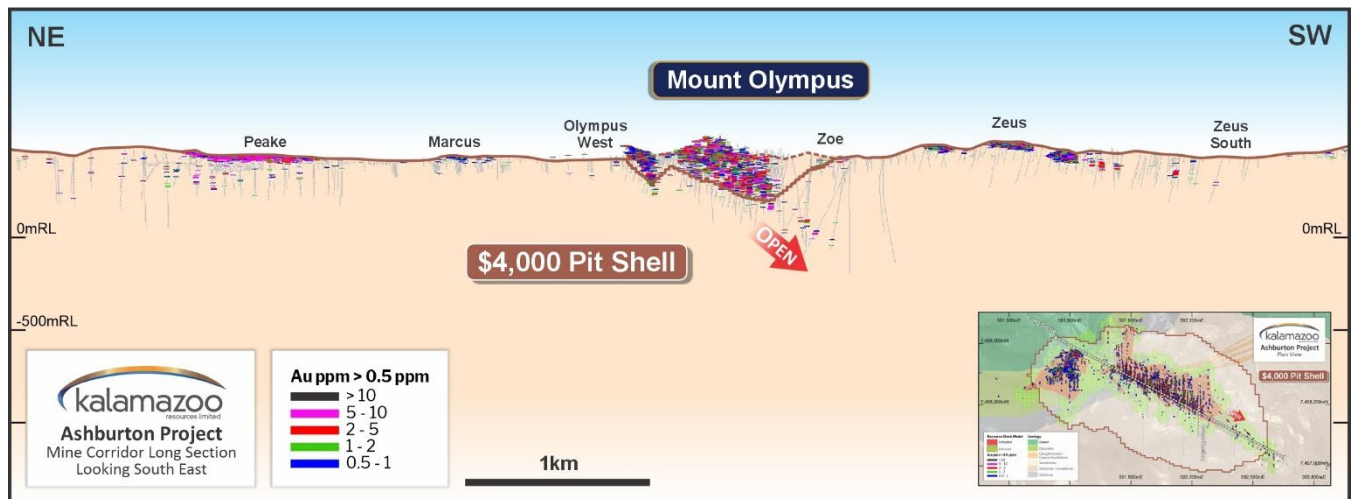 NE
SW
Mount Olympus
Peake
Marcus
Olympus
West
Zoe
Zeus
Zeus
South
0mRL
0mRL
OPEN
$4,000 Pit Shell
-500mRL
kalamazoo
resources limited
Ashburton Project
Mine Corridor Long Section
Looking South East
Au ppm > 0.5 ppm
> 10
5 - 10
2 - 5
1 - 2
0.5 - 1
1km
kalamazoo
Ashburton Project
Plan View
$4,000 Pit Shell